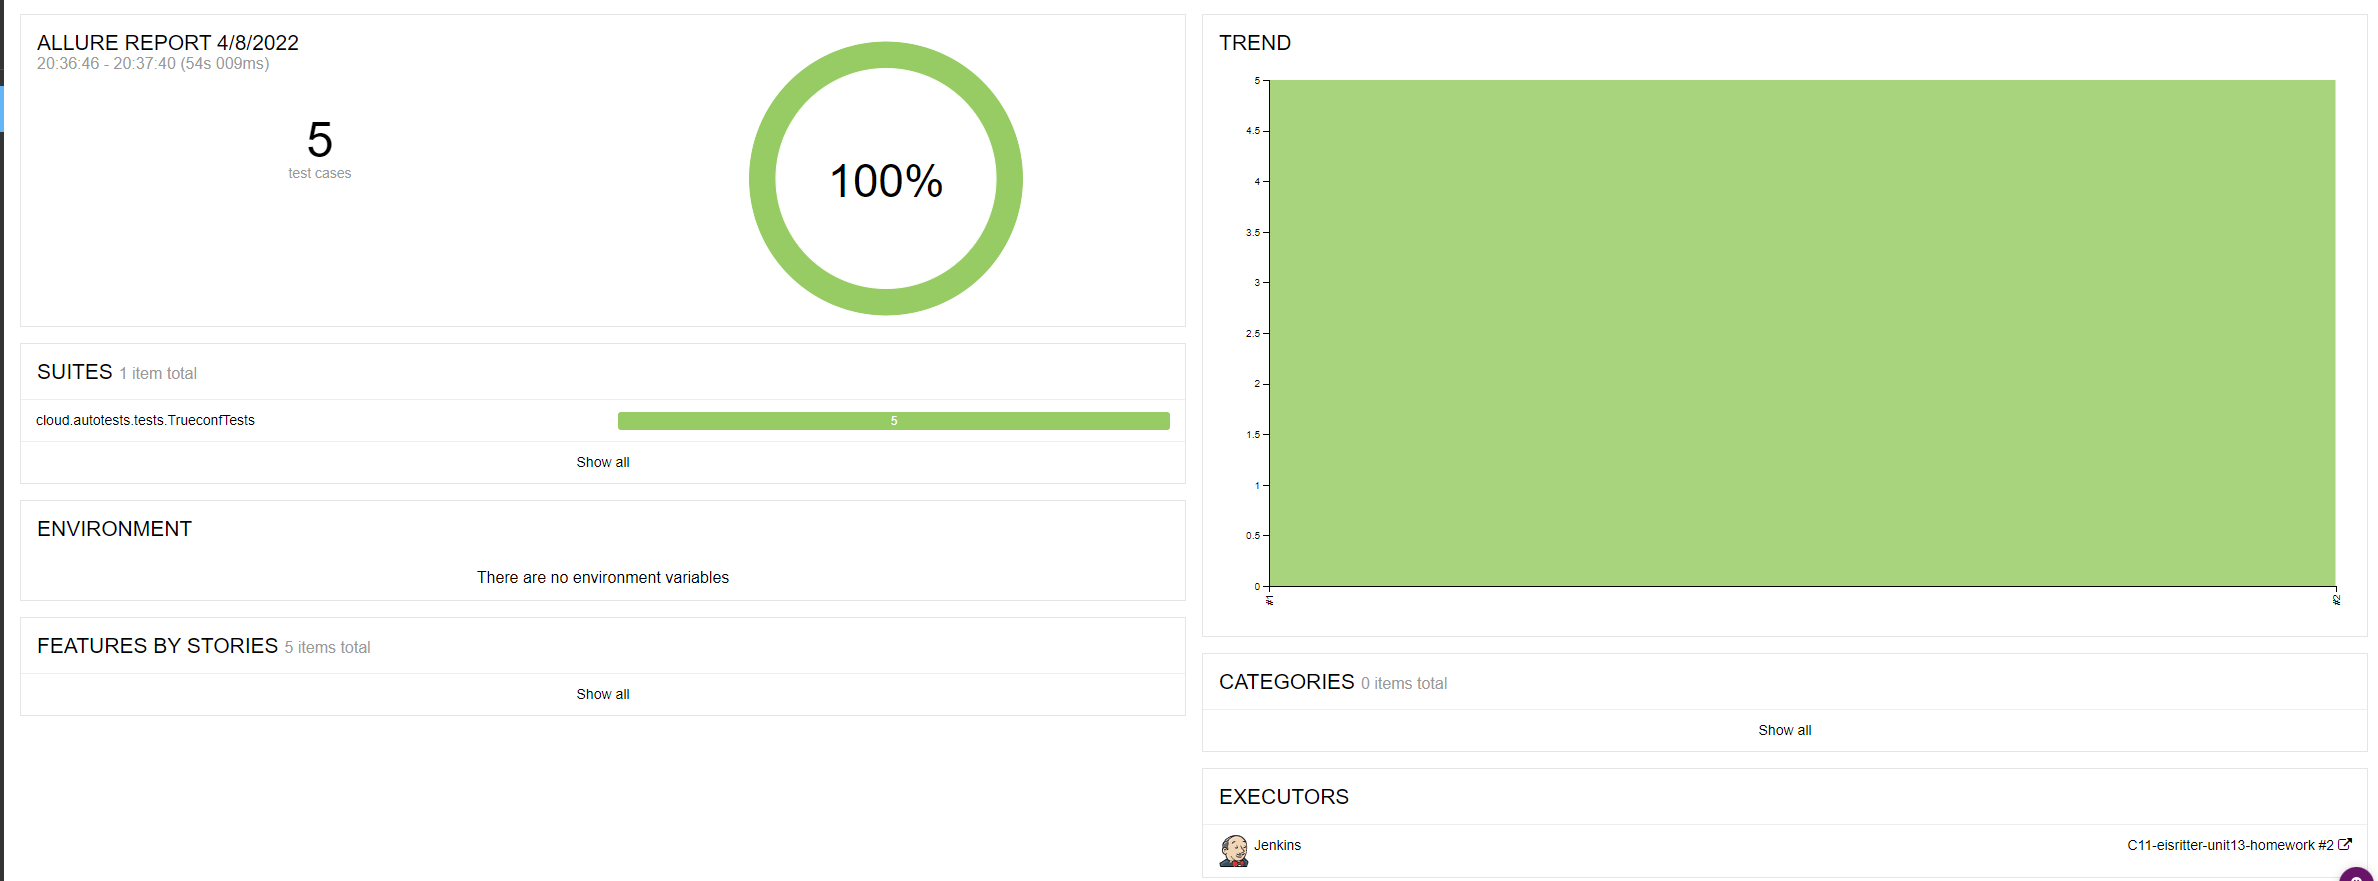 ALLURE REPORT 4/8/2022
20:36:46 - 20:37:40 (54s 009ms)
5
test cases
100%
SUITES 1 item total
cloud.autotests.tests.TrueconfTests
5
Show all
ENVIRONMENT
There are no environment variables
FEATURES BY STORIES 5 items total
Show all
TREND
5
4.5
4
3.5
3
2.5
2
1.5
1
0.5
0
#1
#2
CATEGORIES 0 items total
Show all
EXECUTORS
Jenkins
C11-eisritter-unit13-homework #2